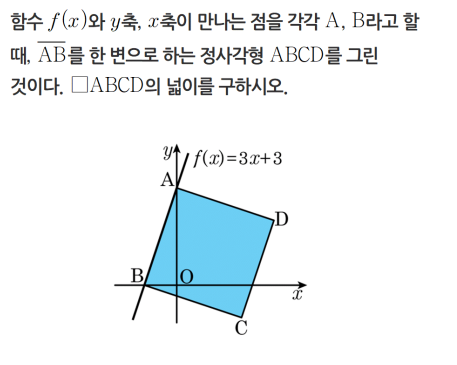 함수 f(x)와 y축, x축이 만나는 점을 각각 A, B라고 할
때, AB를 한 변으로 하는 정사각형 ABCD를 그린
것이다. □ABCD의 넓이를 구하시오.
y
f(x)=3x+3
A
D
B
O
x
C